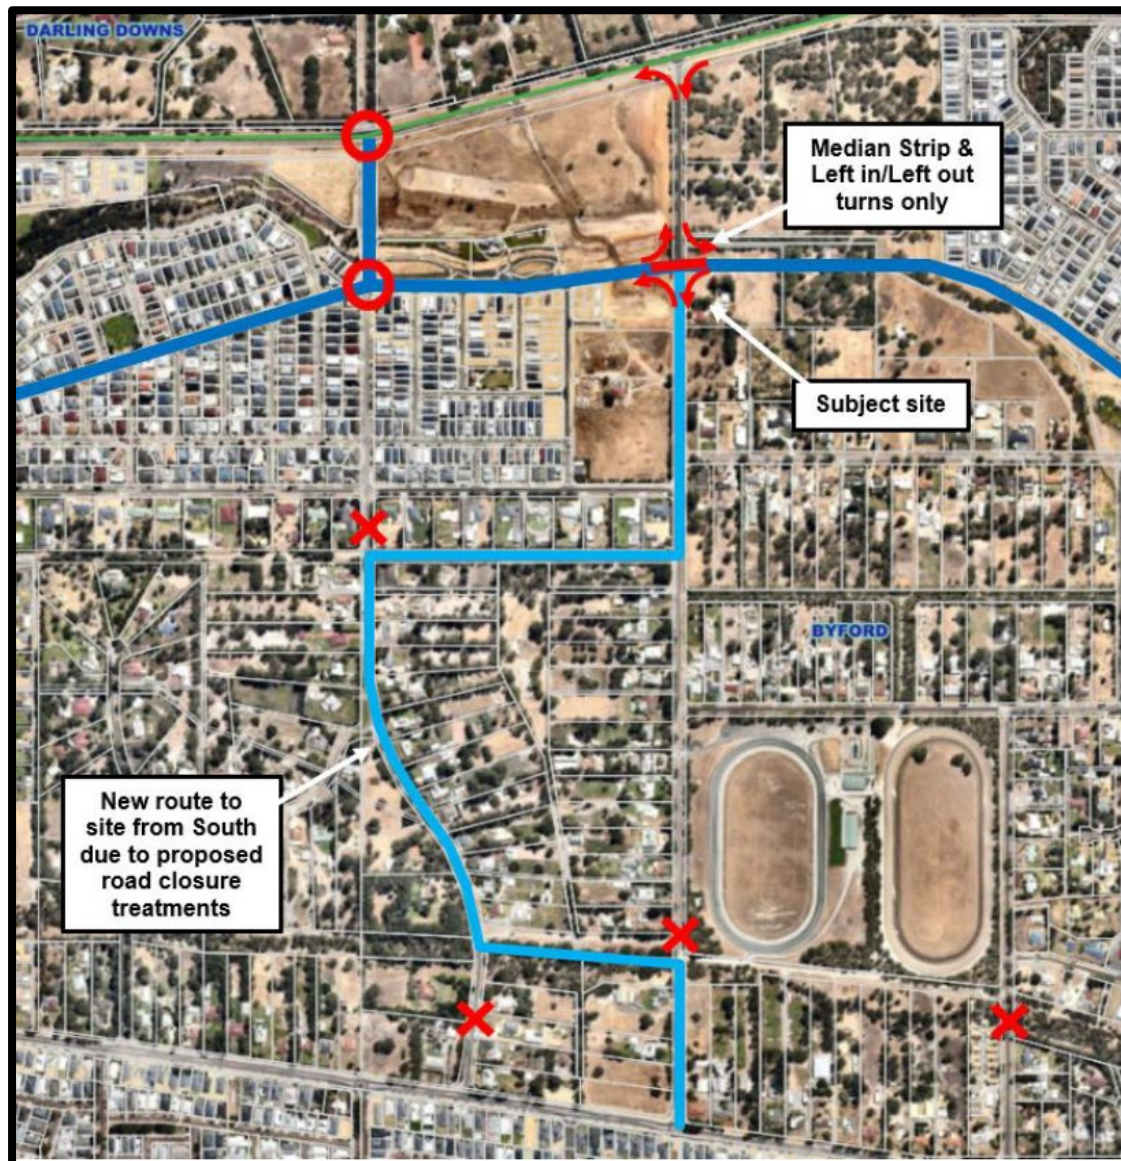 DARLING DOWNS
Median Strip &
Left in/Left out
turns only
Subject site
BYFORD
New route to
site from South
due to proposed
road closure
treatments